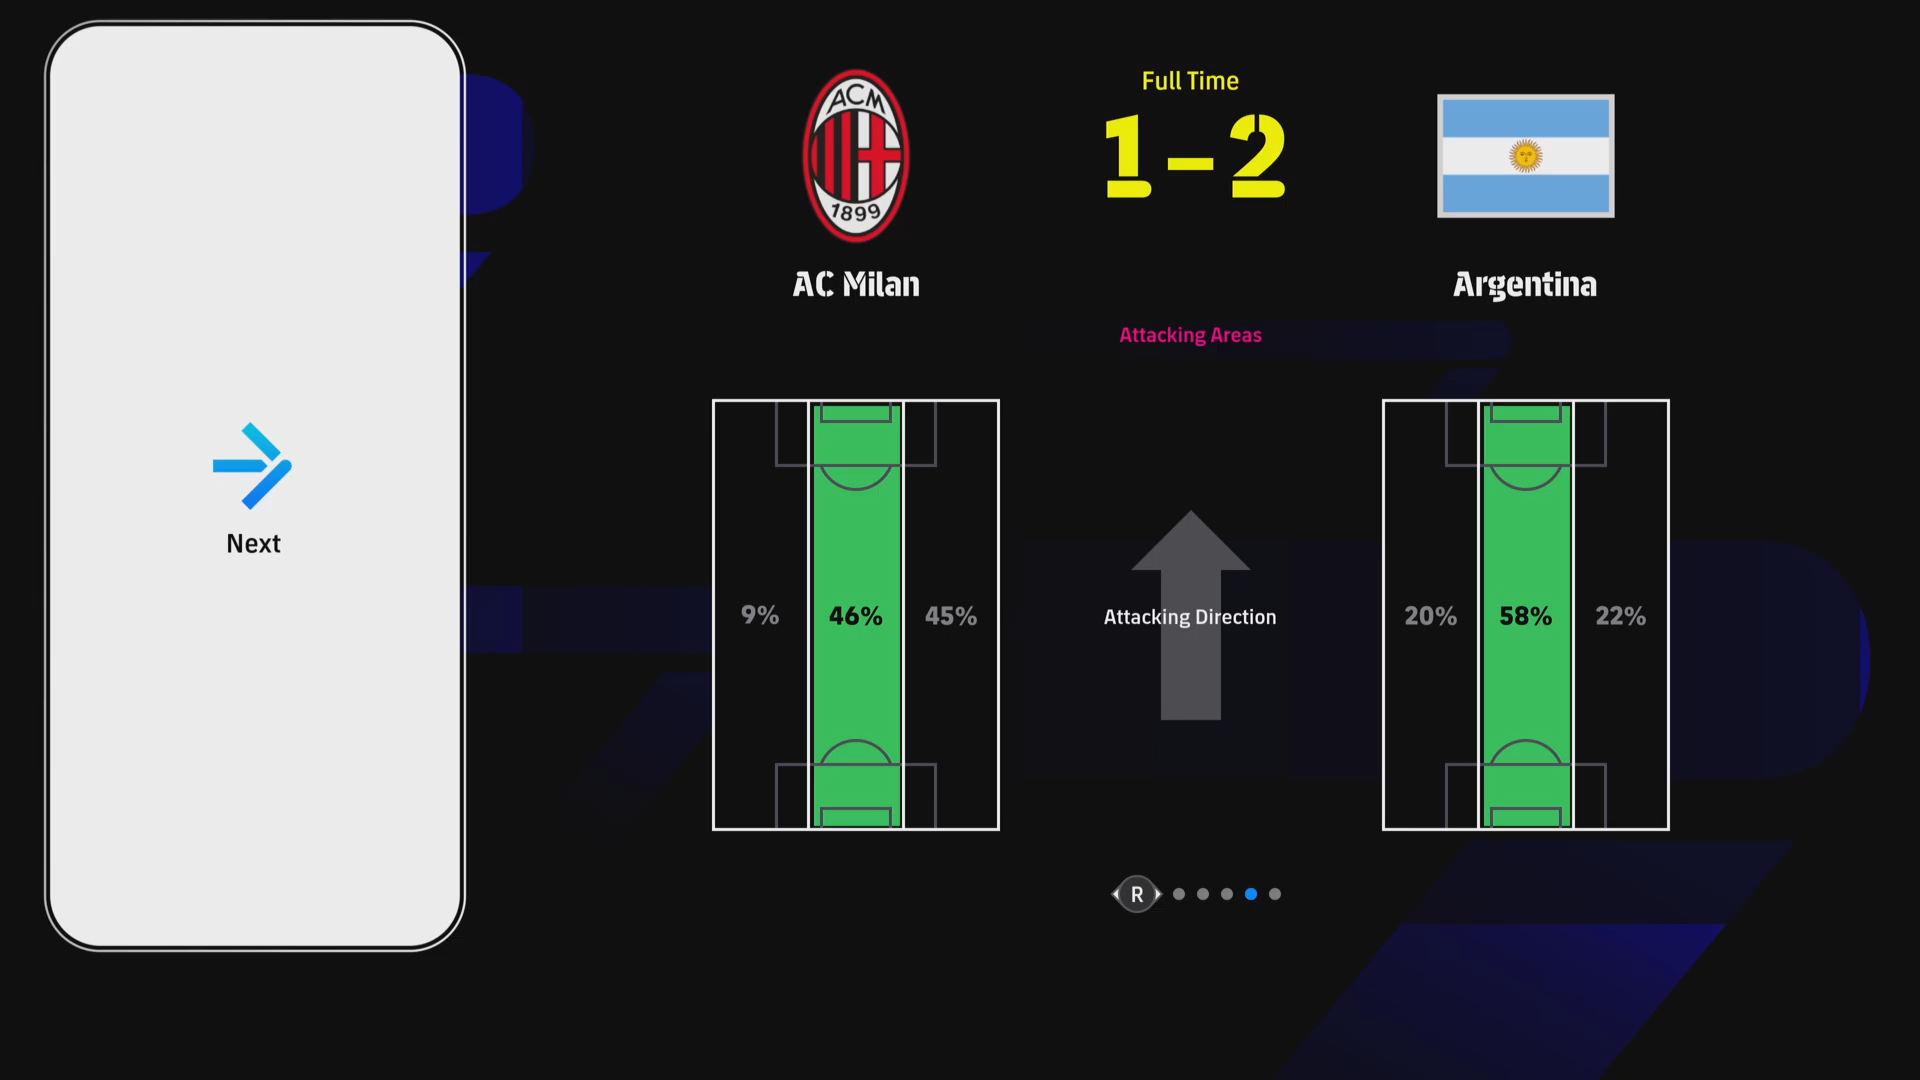 Next
ACM
1899
AC Milan
Full Time
1-2
Argentina
Attacking Areas
9% 46% 45%
Attacking Direction
20% 58% 22%
R